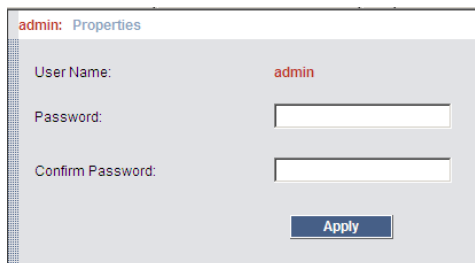 admin: Properties
User Name: admin
Password:
Confirm Password:
Apply